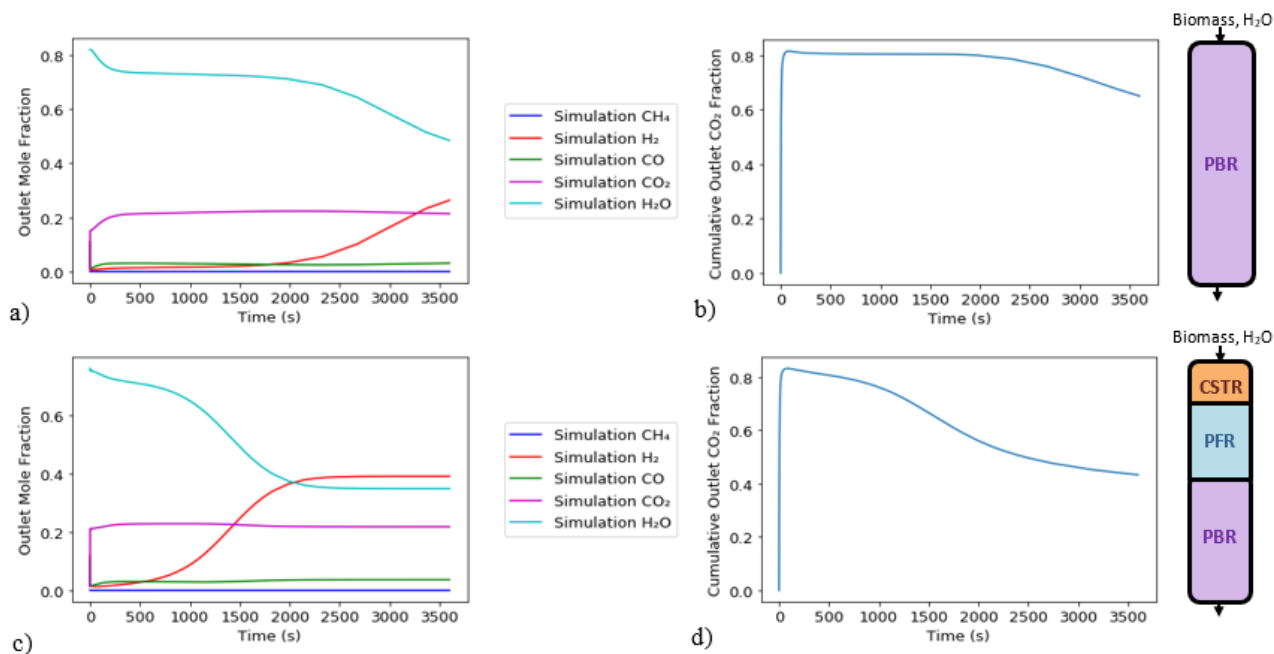 Outlet Mole Fraction
0.8
0.6
0.4
0.2
0.0
0 500 1000 1500 2000 2500 3000 3500
Time (s)
a)
Simulation CH₄
Simulation H₂
Simulation CO
Simulation CO₂
Simulation H₂O
Cumulative Outlet CO₂ Fraction
0.8
0.6
0.4
0.2
0.0
0 500 1000 1500 2000 2500 3000 3500
Time (s)
b)
Biomass, H₂O
PBR
Outlet Mole Fraction
0.6
0.4
0.2
0.0
0 500 1000 1500 2000 2500 3000 3500
Time (s)
c)
Simulation CH₄
Simulation H₂
Simulation CO
Simulation CO₂
Simulation H₂O
Cumulative Outlet CO₂ Fraction
0.8
0.6
0.4
0.2
0.0
0 500 1000 1500 2000 2500 3000 3500
Time (s)
d)
Biomass, H₂O
CSTR
PFR
PBR